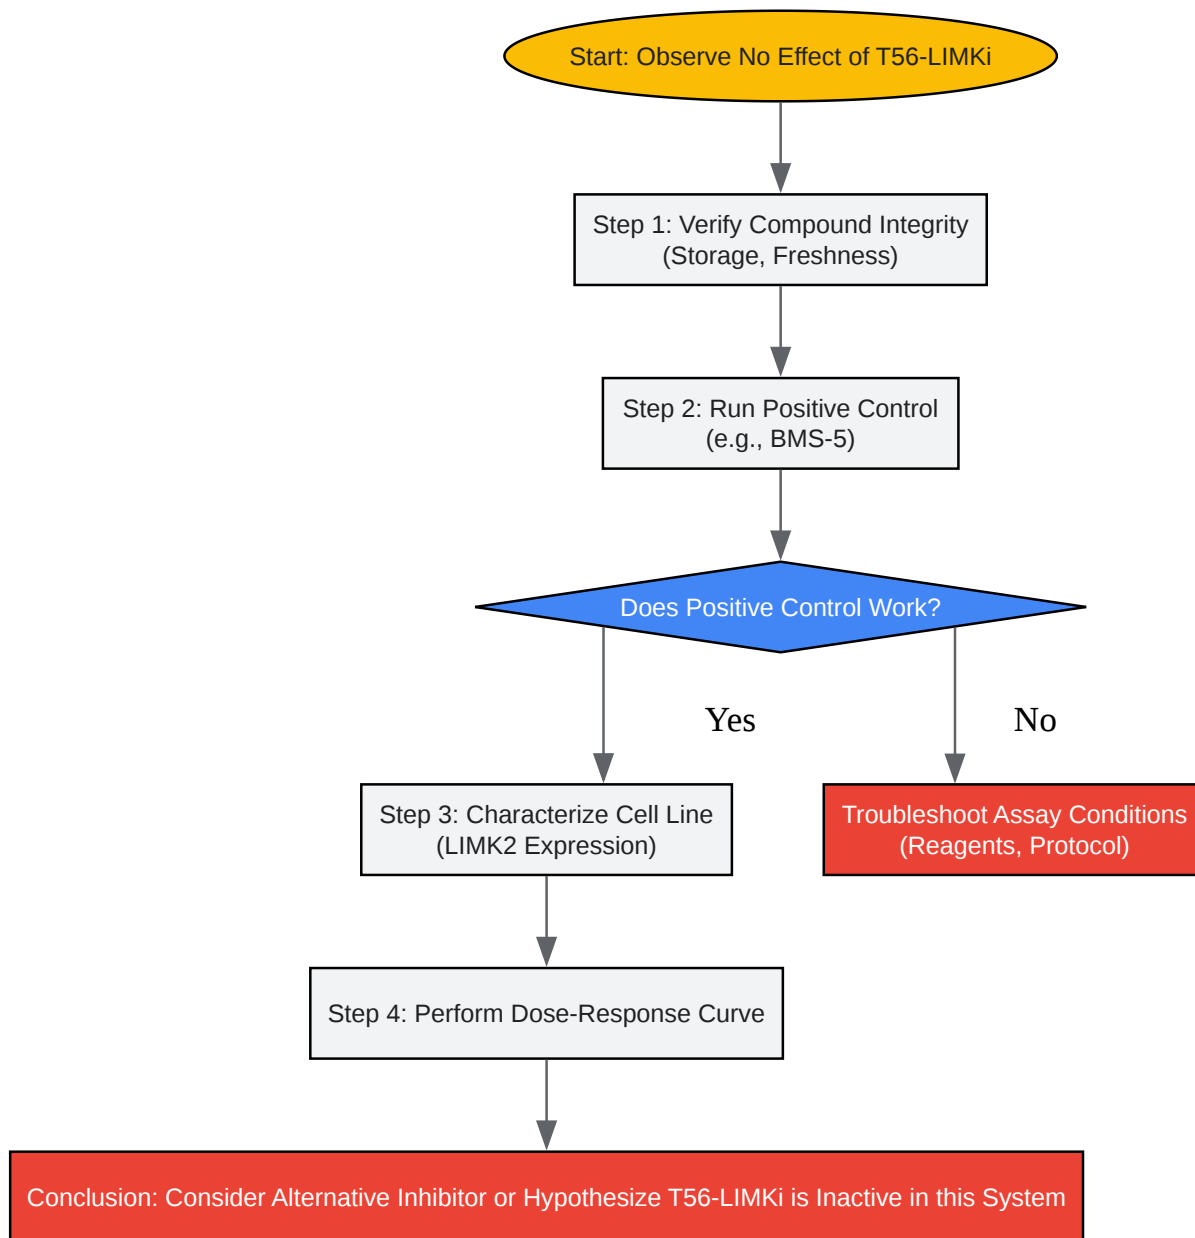 Start: Observe No Effect of T56-LIMKi
Step 1: Verify Compound Integrity
(Storage, Freshness)
Step 2: Run Positive Control
(e.g., BMS-5)
Does Positive Control Work?
Yes
No
Step 3: Characterize Cell Line
(LIMK2 Expression)
Troubleshoot Assay Conditions
(Reagents, Protocol)
Step 4: Perform Dose-Response Curve
Conclusion: Consider Alternative Inhibitor or Hypothesize T56-LIMKi is Inactive in this System